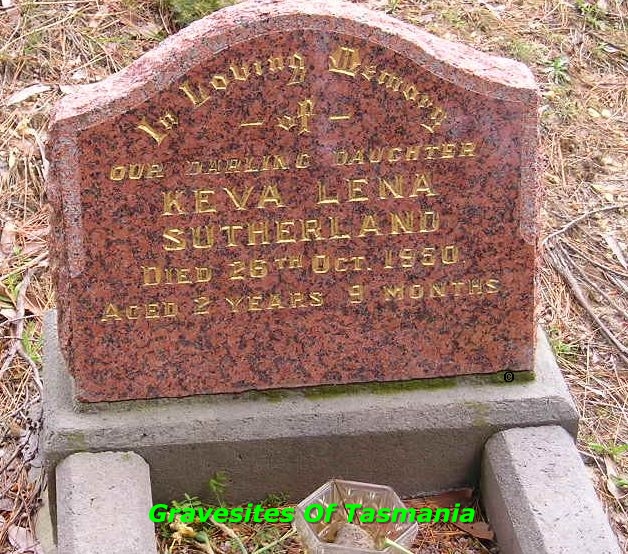 In Loving Memory
- of -
OUR DARLING DAUGHTER
KEVA LENA
SUTHERLAND
DIED 26TH OCT. 1950
AGED 2 YEARS 9 MONTHS
©
Gravesites Of Tasmania